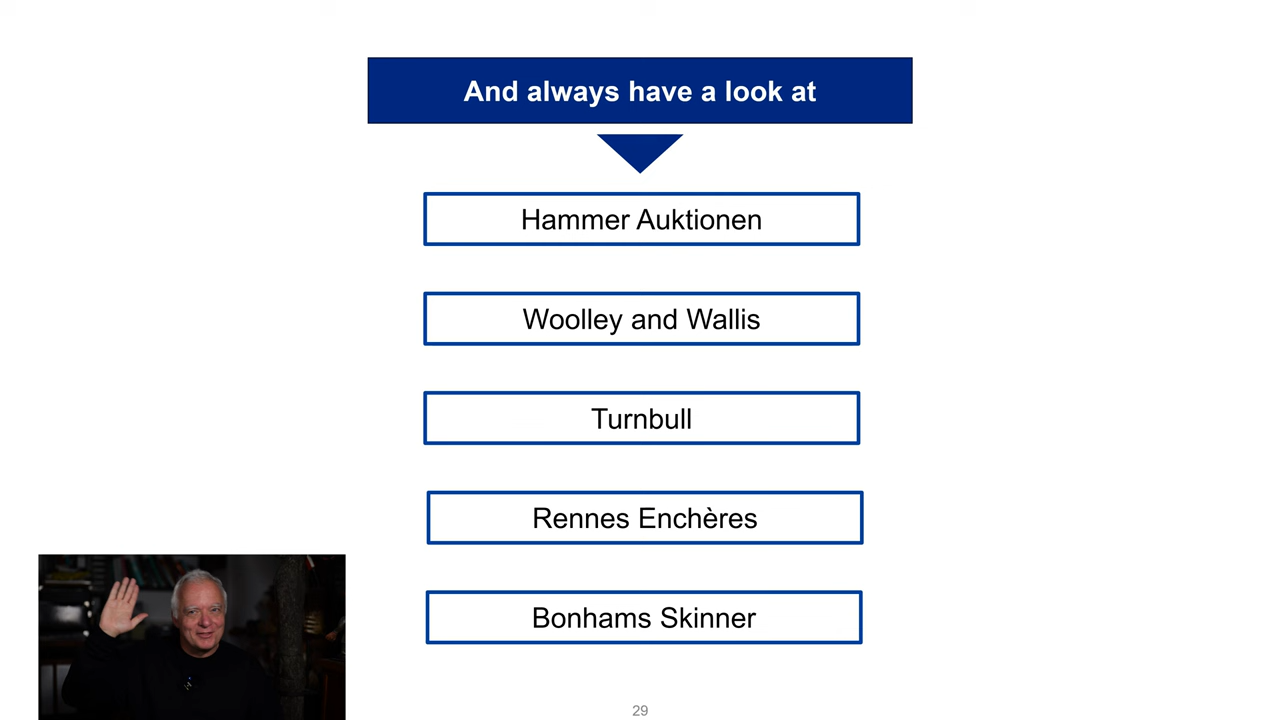 And always have a look at
Hammer Auktionen
Woolley and Wallis
Turnbull
Rennes Enchères
Bonhams Skinner
29